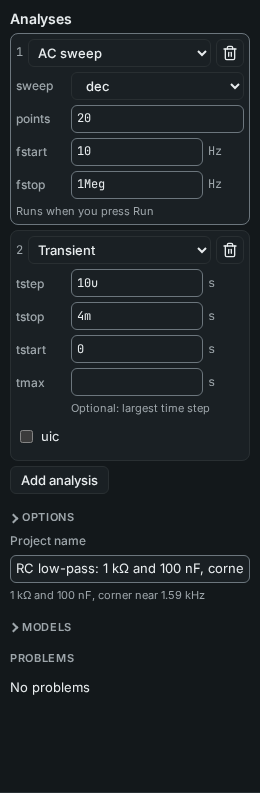 Analyses
1 AC sweep
sweep dec
points 20
fstart 10 Hz
fstop 1Meg Hz
Runs when you press Run
2 Transient
tstep 10u s
tstop 4m s
tstart 0 s
tmax s
Optional: largest time step
uic
Add analysis
OPTIONS
Project name
RC low-pass: 1 kΩ and 100 nF, corne
1 kΩ and 100 nF, corner near 1.59 kHz
MODELS
PROBLEMS
No problems